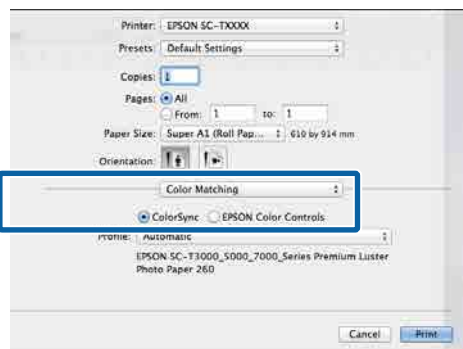 Printer: EPSON SC-TXXXX
Presets: Default Settings
Copies: 1
Pages: All
From: 1 to: 1
Paper Size: Super A1 (Roll Pap... 610 by 914 mm
Orientation:
Color Matching
ColorSync EPSON Color Controls
Profile: Automatic
EPSON SC-T3000_5000_7000_Series Premium Luster
Photo Paper 260
Cancel Print